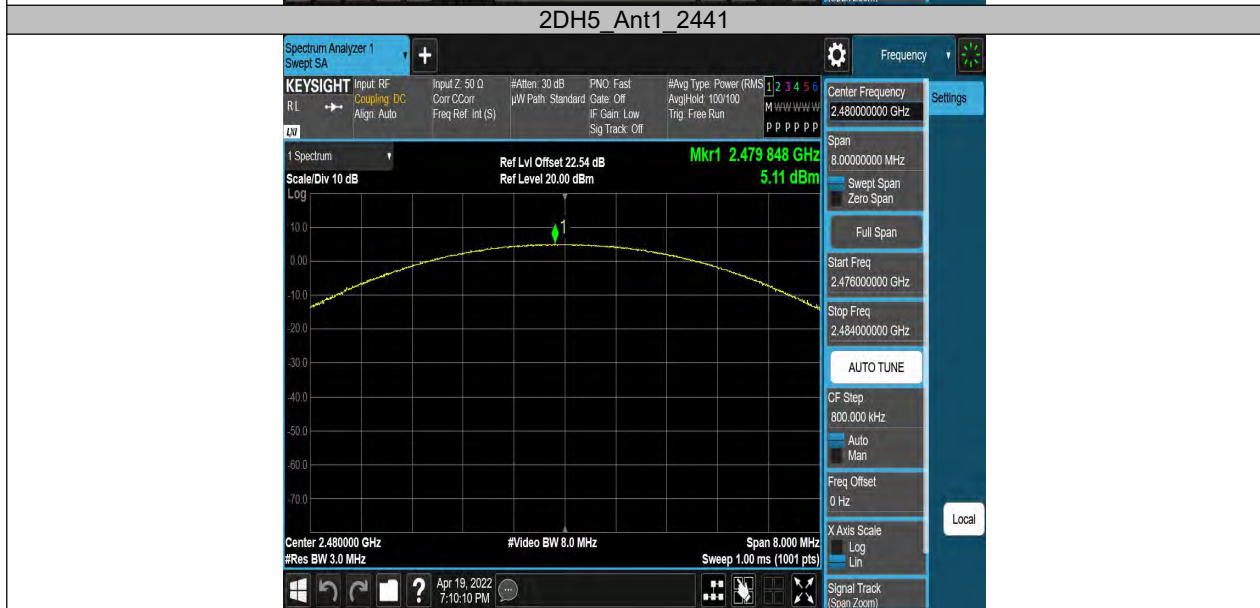 (Span Zoom)
2DH5_Ant1_2441
Spectrum Analyzer 1
Swept SA
+
Frequency
KEYSIGHT
RL
LXI
Input: RF
Coupling: DC
Align: Auto
Input Z: 50 Ω
Corr CCorr
Freq Ref: Int (S)
#Atten: 30 dB
µW Path: Standard
PNO: Fast
Gate: Off
IF Gain: Low
Sig Track: Off
#Avg Type: Power (RMS
Avg|Hold: 100/100
Trig: Free Run
1 2 3 4 5 6
M W W W W W
P P P P P P
1 Spectrum
Scale/Div 10 dB
Ref Lvl Offset 22.54 dB
Ref Level 20.00 dBm
Mkr1 2.479 848 GHz
5.11 dBm
Log
10.0
0.00
-10.0
-20.0
-30.0
-40.0
-50.0
-60.0
-70.0
1
Center 2.480000 GHz
#Res BW 3.0 MHz
#Video BW 8.0 MHz
Span 8.000 MHz
Sweep 1.00 ms (1001 pts)
Center Frequency
2.480000000 GHz
Settings
Span
8.00000000 MHz
Swept Span
Zero Span
Full Span
Start Freq
2.476000000 GHz
Stop Freq
2.484000000 GHz
AUTO TUNE
CF Step
800.000 kHz
Auto
Man
Freq Offset
0 Hz
X Axis Scale
Log
Lin
Local
Signal Track
(Span Zoom)
?
Apr 19, 2022
7:10:10 PM